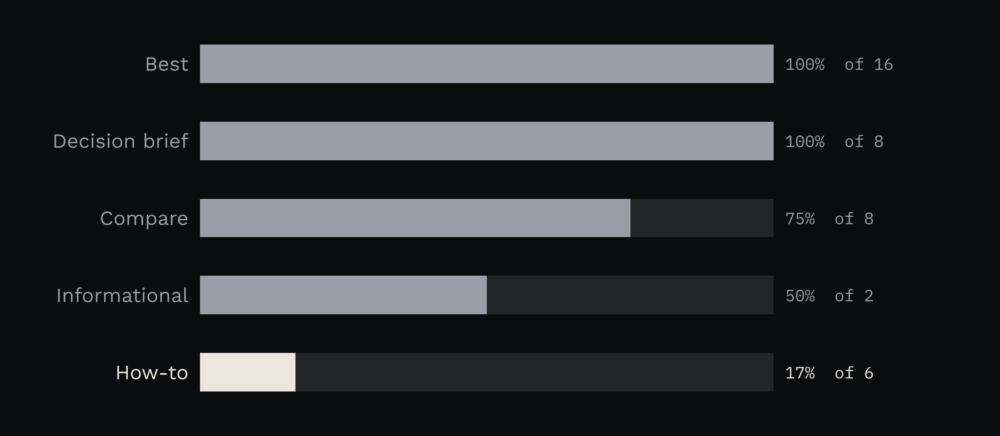 Best 100% of 16
Decision brief 100% of 8
Compare 75% of 8
Informational 50% of 2
How-to 17% of 6